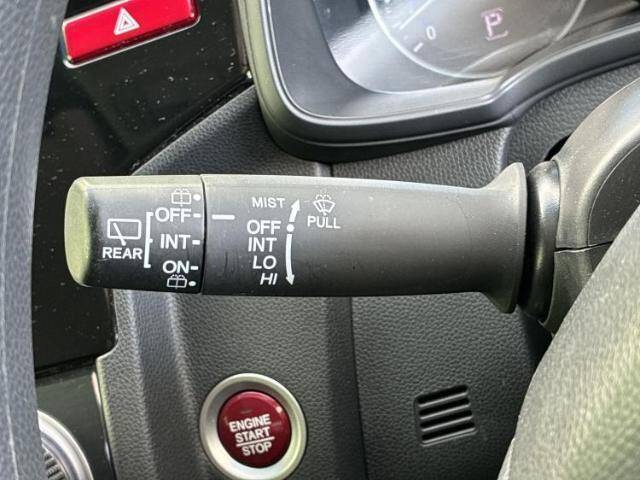 0 P
MIST
PULL
OFF
INT
LO
HI
OFF
INT
ON
REAR
ENGINE
START
STOP